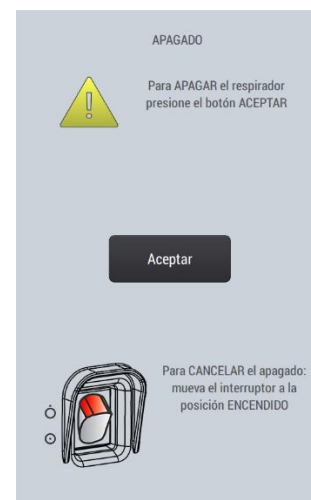 APAGADO
Para APAGAR el respirador
presione el botón ACEPTAR
Aceptar
Para CANCELAR el apagado:
mueva el interruptor a la
posición ENCENDIDO